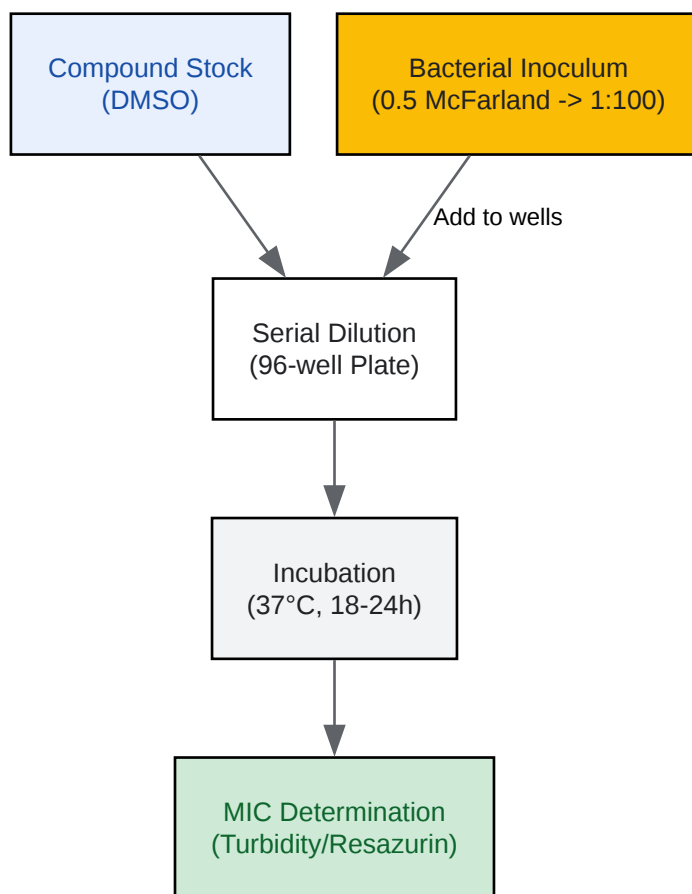 Compound Stock
(DMSO)
Bacterial Inoculum
(0.5 McFarland -> 1:100)
Add to wells
Serial Dilution
(96-well Plate)
Incubation
(37°C, 18-24h)
MIC Determination
(Turbidity/Resazurin)